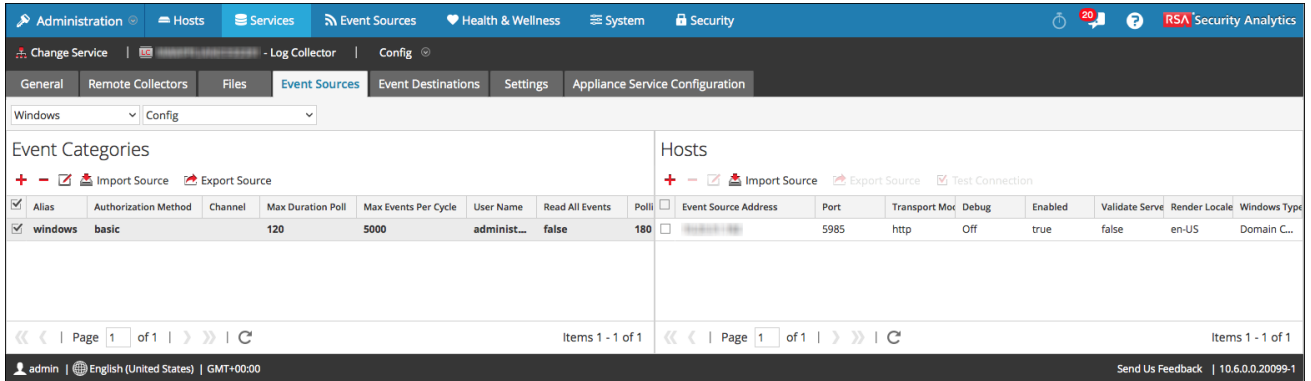 Administration Hosts Services Event Sources Health & Wellness System Security 20 ? RSA Security Analytics
Change Service | LC - Log Collector | Config
General Remote Collectors Files Event Sources Event Destinations Settings Appliance Service Configuration
Windows Config
Event Categories
Import Source Export Source
Alias Authorization Method Channel Max Duration Poll Max Events Per Cycle User Name Read All Events Polli
windows basic 120 5000 administ... false 180
Page 1 of 1 | Items 1 - 1 of 1
Hosts
Import Source Export Source Test Connection
Event Source Address Port Transport Mod Debug Enabled Validate Serve Render Locale Windows Type
5985 http Off true false en-US Domain C...
Page 1 of 1 | Items 1 - 1 of 1
admin | English (United States) | GMT+00:00 Send Us Feedback | 10.6.0.0.20099-1